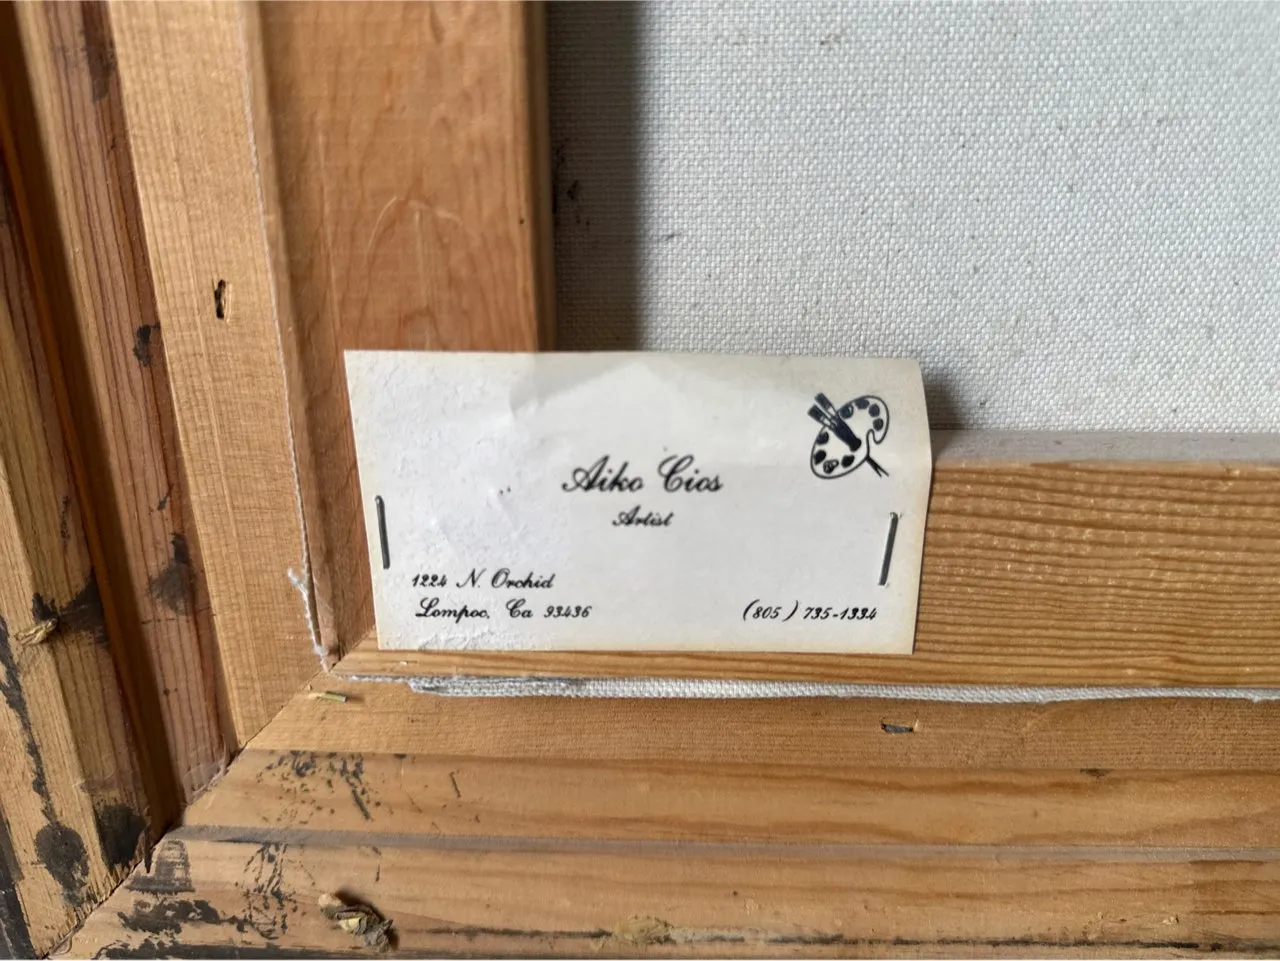 Aiko Cios
Artist
1224 N. Orchid
Lompoc, Ca 93436
(805) 735-1334